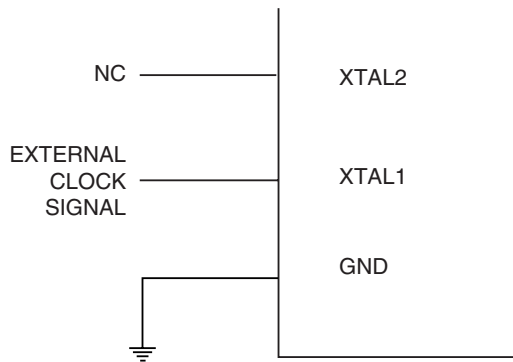 NC
XTAL2
EXTERNAL
CLOCK
SIGNAL
XTAL1
GND